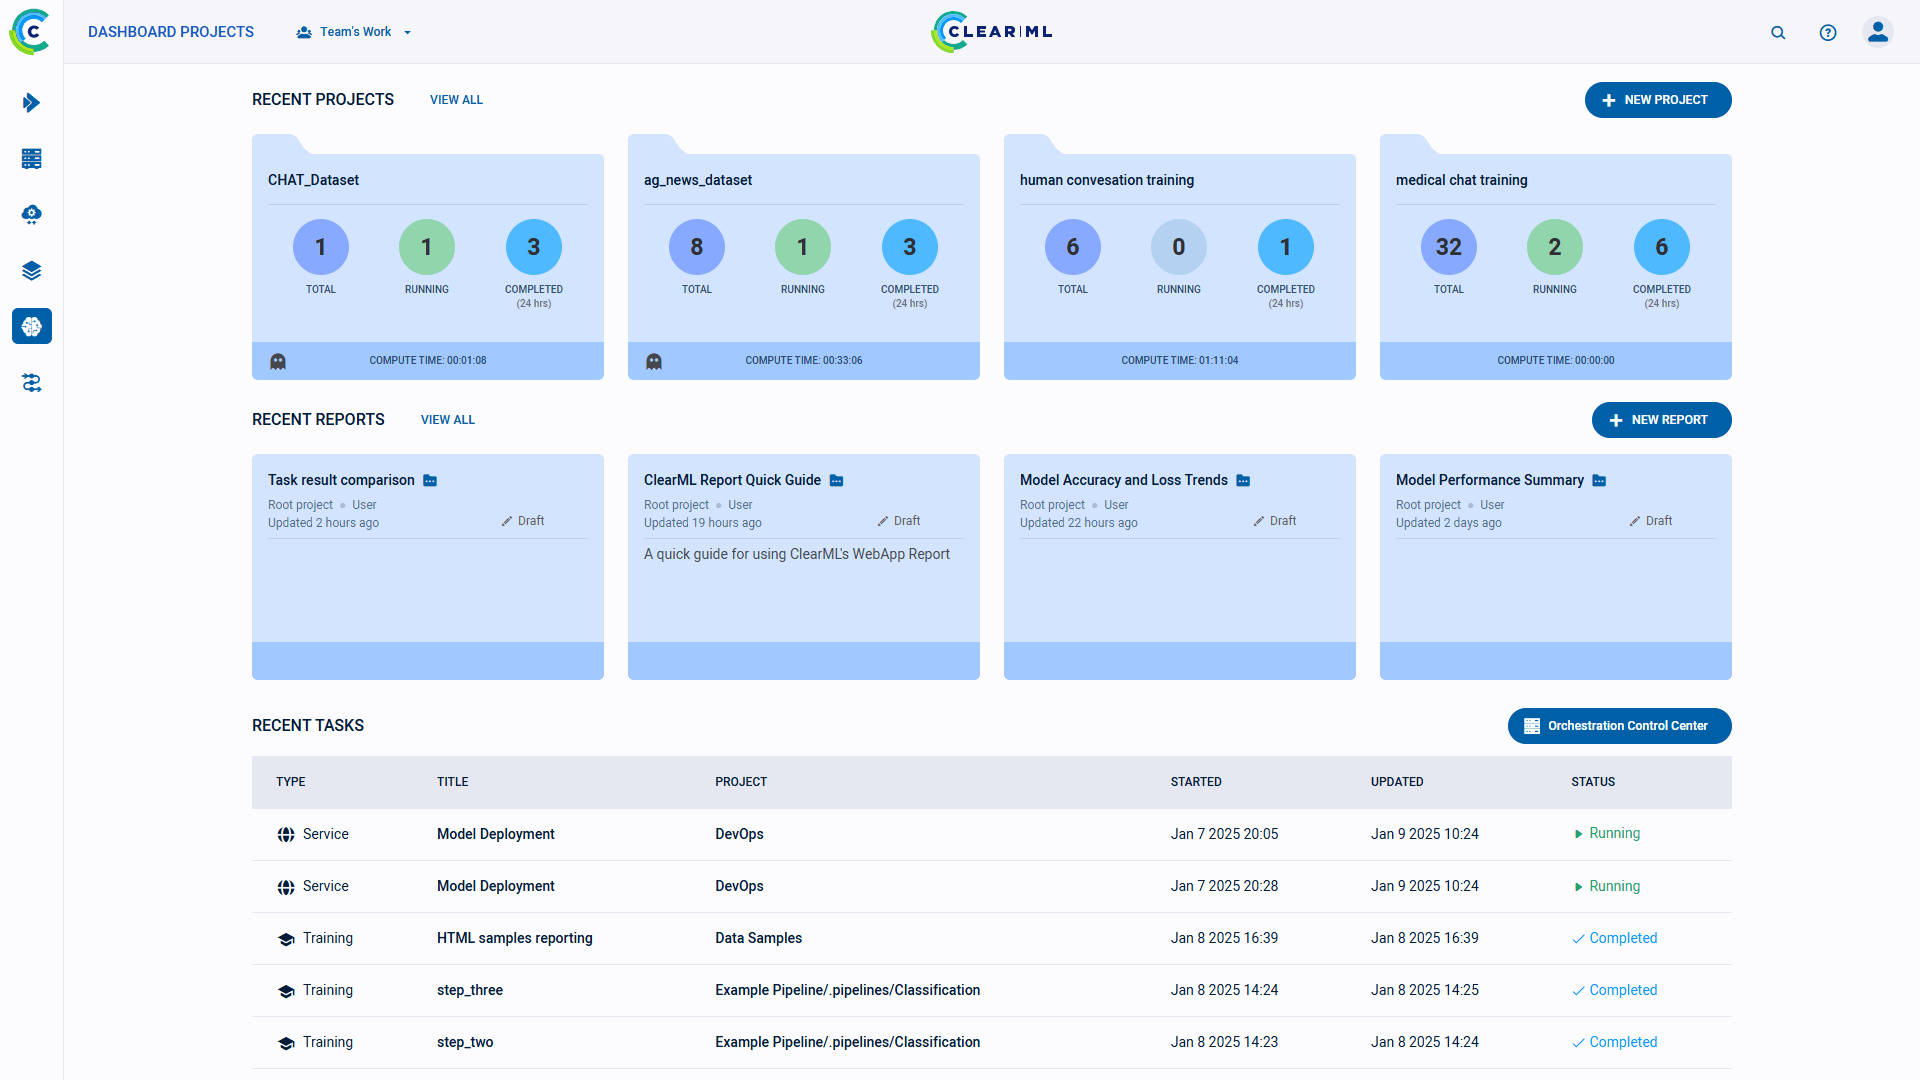 DASHBOARD PROJECTS Team's Work CLEAR|ML
C
RECENT PROJECTS VIEW ALL NEW PROJECT
CHAT_Dataset ag_news_dataset human convesation training medical chat training
1 1 3 8 1 3 6 0 1 32 2 6
TOTAL RUNNING COMPLETED TOTAL RUNNING COMPLETED TOTAL RUNNING COMPLETED TOTAL RUNNING COMPLETED
(24 hrs) (24 hrs) (24 hrs) (24 hrs)
COMPUTE TIME: 00:01:08 COMPUTE TIME: 00:33:06 COMPUTE TIME: 01:11:04 COMPUTE TIME: 00:00:00
RECENT REPORTS VIEW ALL NEW REPORT
Task result comparison ClearML Report Quick Guide Model Accuracy and Loss Trends Model Performance Summary
Root project User Root project User Root project User Root project User
Updated 2 hours ago Draft Updated 19 hours ago Draft Updated 22 hours ago Draft Updated 2 days ago Draft
A quick guide for using ClearML's WebApp Report
RECENT TASKS Orchestration Control Center
TYPE TITLE PROJECT STARTED UPDATED STATUS
Service Model Deployment DevOps Jan 7 2025 20:05 Jan 9 2025 10:24 Running
Service Model Deployment DevOps Jan 7 2025 20:28 Jan 9 2025 10:24 Running
Training HTML samples reporting Data Samples Jan 8 2025 16:39 Jan 8 2025 16:39 Completed
Training step_three Example Pipeline/.pipelines/Classification Jan 8 2025 14:24 Jan 8 2025 14:25 Completed
Training step_two Example Pipeline/.pipelines/Classification Jan 8 2025 14:23 Jan 8 2025 14:24 Completed